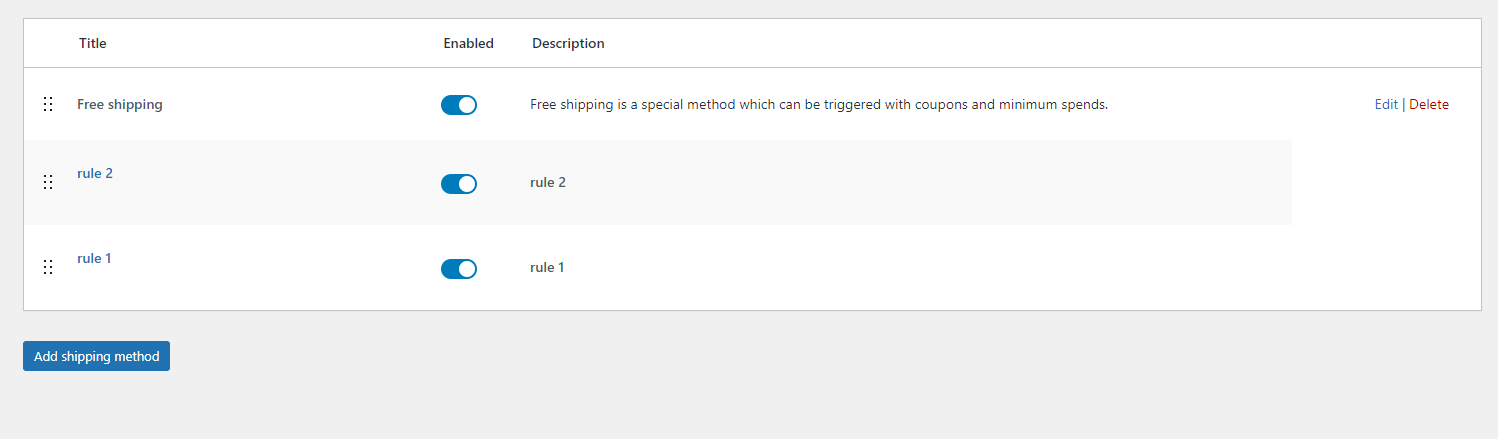 Title Enabled Description
Free shipping Free shipping is a special method which can be triggered with coupons and minimum spends. Edit | Delete
rule 2 rule 2
rule 1 rule 1
Add shipping method